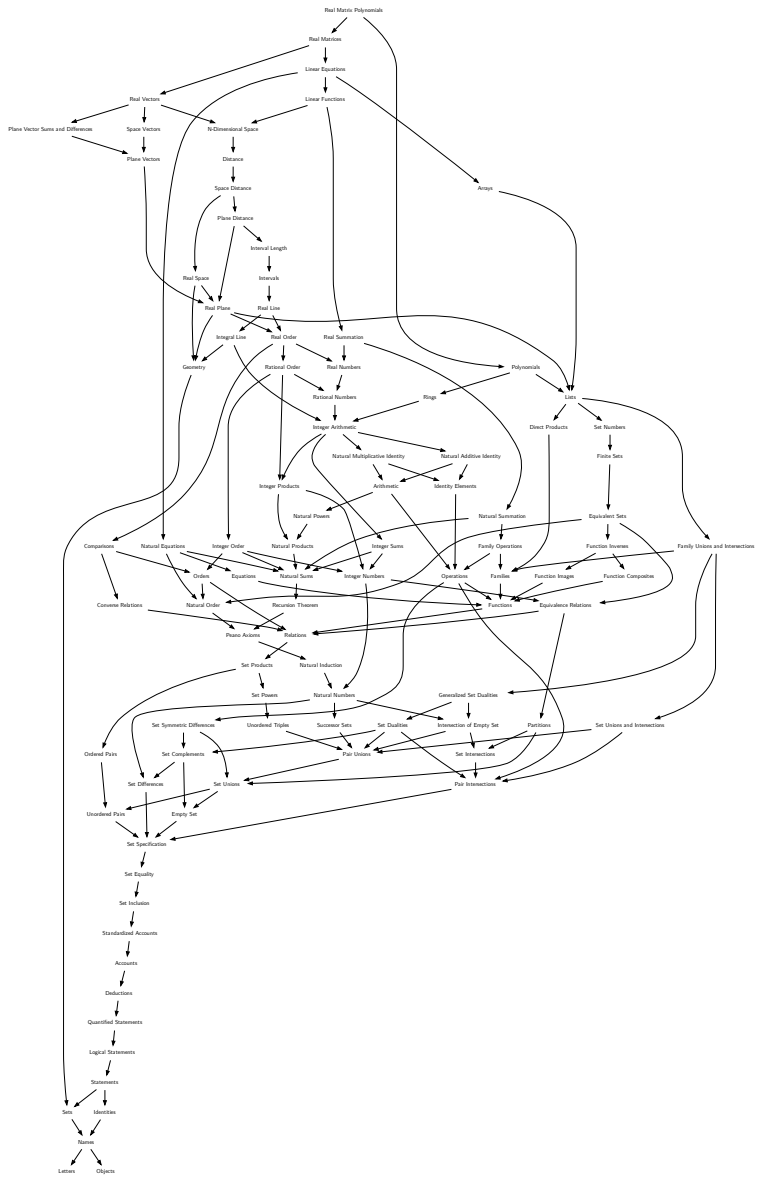 Real Matrix Polynomials
Real Matrices
Linear Equations
Real Vectors
Linear Functions
Plane Vector Sums and Differences
Space Vectors
N-Dimensional Space
Plane Vectors
Distance
Space Distance
Arrays
Plane Distance
Interval Length
Real Space
Intervals
Real Plane
Real Line
Integral Line
Real Order
Real Summation
Geometry
Rational Order
Real Numbers
Polynomials
Rational Numbers
Rings
Lists
Integer Arithmetic
Direct Products
Set Numbers
Natural Multiplicative Identity
Natural Additive Identity
Finite Sets
Integer Products
Arithmetic
Identity Elements
Natural Powers
Natural Summation
Equivalent Sets
Comparisons
Natural Equations
Integer Order
Natural Products
Integer Sums
Family Operations
Function Inverses
Family Unions and Intersections
Orders
Equations
Natural Sums
Integer Numbers
Operations
Families
Function Images
Function Composites
Converse Relations
Natural Order
Recursion Theorem
Functions
Equivalence Relations
Peano Axioms
Relations
Set Products
Natural Induction
Set Powers
Natural Numbers
Generalized Set Dualities
Set Symmetric Differences
Unordered Triples
Successor Sets
Set Dualities
Intersection of Empty Set
Partitions
Set Unions and Intersections
Ordered Pairs
Set Complements
Pair Unions
Set Intersections
Set Differences
Set Unions
Pair Intersections
Unordered Pairs
Empty Set
Set Specification
Set Equality
Set Inclusion
Standardized Accounts
Accounts
Deductions
Quantified Statements
Logical Statements
Statements
Sets
Identities
Names
Letters
Objects